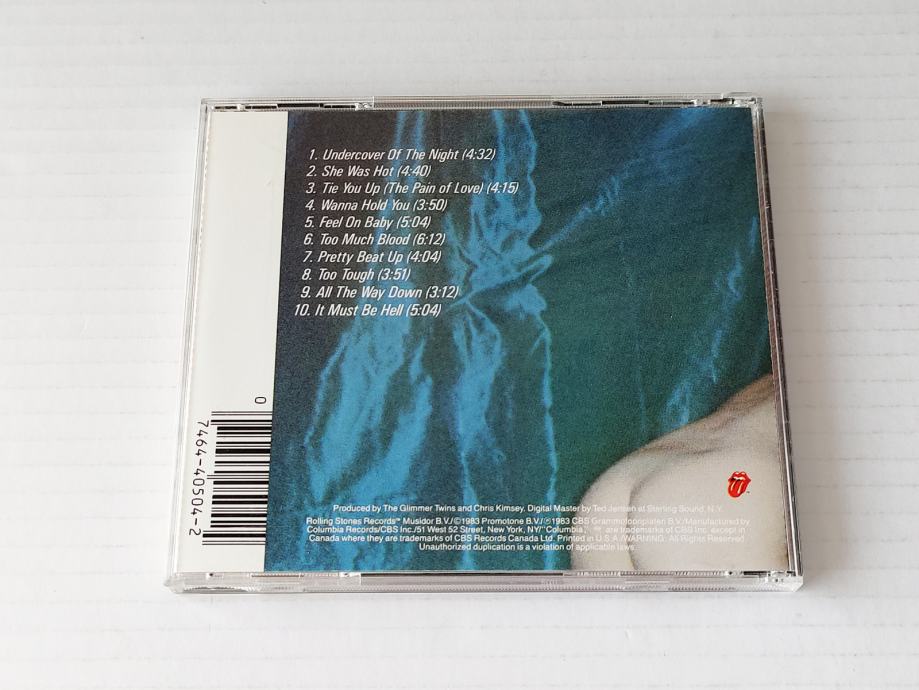 1. Undercover Of The Night (4:32)
2. She Was Hot (4:40)
3. Tie You Up (The Pain of Love) (4:15)
4. Wanna Hold You (3:50)
5. Feel On Baby (5:04)
6. Too Much Blood (6:12)
7. Pretty Beat Up (4:04)
8. Too Tough (3:51)
9. All The Way Down (3:12)
10. It Must Be Hell (5:04)
0
7464-40504-2
Produced by The Glimmer Twins and Chris Kimsey, Digital Master by Ted Jensen at Sterling Sound, N.Y.
Rolling Stones Records™ Musidor B.V./©1983 Promotone B.V./℗1983 CBS Grammofoonplaten B.V./Manufactured by
Columbia Records/CBS Inc./51 West 52 Street, New York, N.Y./"Columbia," are trademarks of CBS Inc. except in
Canada where they are trademarks of CBS Records Canada Ltd. Printed in U.S.A./WARNING: All Rights Reserved.
Unauthorized duplication is a violation of applicable laws.